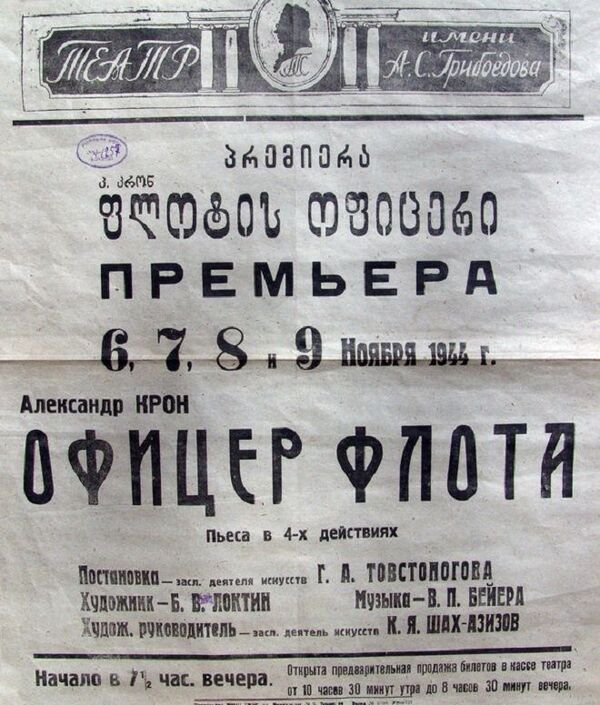 ТЕАТР имени
А.С.Грибоедова
პრემიერა
ა. კრონ
ფლოტის ოფიცერი
ПРЕМЬЕРА
6, 7, 8 и 9 Ноября 1944 г.
Александр КРОН
ОФИЦЕР ФЛОТА
Пьеса в 4-х действиях
Постановка — засл. деятеля искусств Г. А. ТОВСТОНОГОВА
Художник – Б. В. ЛОКТИН Музыка – В. П. БЕЙЕРА
Худож. руководитель — засл. деятель искусств К. Я. ШАХ-АЗИЗОВ
Начало в 7 1/2 час. вечера. Открыта предварительная продажа билетов в кассе театра
от 10 часов 30 минут утра до 8 часов 30 минут вечера.